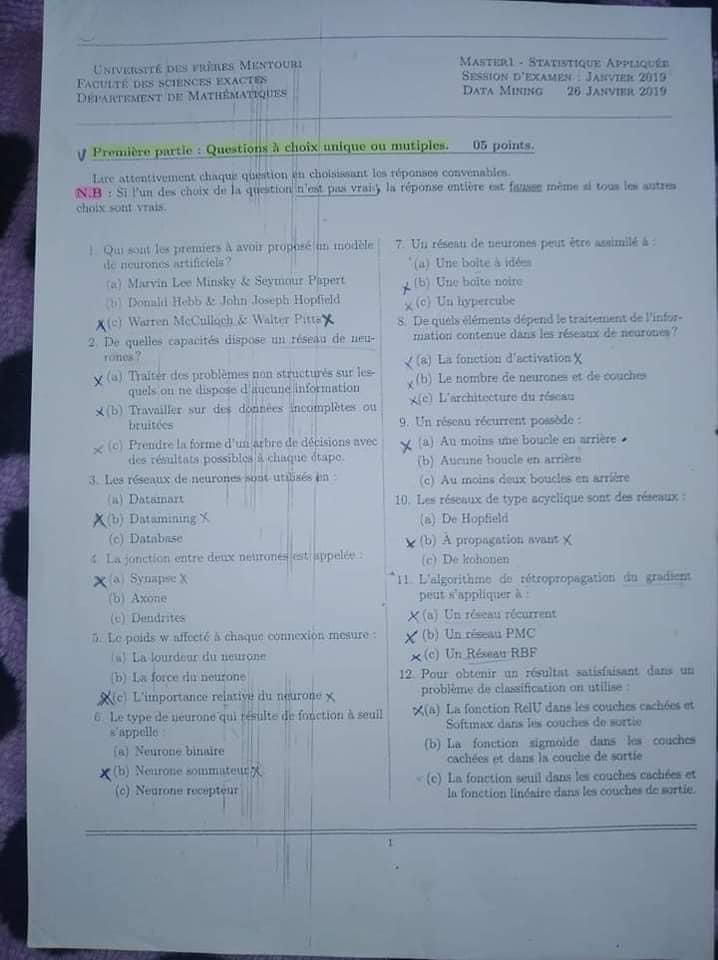 UNIVERSITÉ DES FRÈRES MENTOURI
FACULTÉ DES SCIENCES EXACTES
DÉPARTEMENT DE MATHÉMATIQUES
MASTER1 - STATISTIQUE APPLIQUÉE
SESSION D'EXAMEN : JANVIER 2019
DATA MINING 26 JANVIER 2019
Première partie : Questions à choix unique ou mutiples. 05 points.
Lire attentivement chaque question en choisissant les réponses convenables.
N.B : Si l'un des choix de la question n'est pas vrai, la réponse entière est fausse même si tous les autres
choix sont vrais.
1. Qui sont les premiers à avoir proposé un modèle
de neurones artificiels ?
(a) Marvin Lee Minsky & Seymour Papert
(b) Donald Hebb & John Joseph Hopfield
X(c) Warren McCulloch & Walter Pitts X
2. De quelles capacités dispose un réseau de neu-
rones ?
X (a) Traiter des problèmes non structurés sur les-
quels on ne dispose d'aucune information
X (b) Travailler sur des données incomplètes ou
bruitées
X (c) Prendre la forme d'un arbre de décisions avec
des résultats possibles à chaque étape.
3. Les réseaux de neurones sont utilisés en :
(a) Datamart
X (b) Datamining X
(c) Database
4. La jonction entre deux neurones est appelée :
X (a) Synapse X
(b) Axone
(c) Dendrites
5. Le poids w affecté à chaque connexion mesure :
(a) La lourdeur du neurone
(b) La force du neurone
X (c) L'importance relative du neurone X
6. Le type de neurone qui résulte de fonction à seuil
s'appelle :
(a) Neurone binaire
X (b) Neurone sommateur X
(c) Neurone recepteur
7. Un réseau de neurones peut être assimilé à :
(a) Une boîte à idées
X (b) Une boîte noire
X (c) Un hypercube
8. De quels éléments dépend le traitement de l'infor-
mation contenue dans les réseaux de neurones ?
X (a) La fonction d'activation X
X (b) Le nombre de neurones et de couches
X (c) L'architecture du réseau
9. Un réseau récurrent possède :
X (a) Au moins une boucle en arrière
(b) Aucune boucle en arrière
(c) Au moins deux boucles en arrière
10. Les réseaux de type acyclique sont des réseaux :
(a) De Hopfield
X (b) À propagation avant X
(c) De kohonen
11. L'algorithme de rétropropagation du gradient
peut s'appliquer à :
X (a) Un réseau récurrent
X (b) Un réseau PMC
X (c) Un Réseau RBF
12. Pour obtenir un résultat satisfaisant dans un
problème de classification on utilise :
X (a) La fonction RelU dans les couches cachées et
Softmax dans les couches de sortie
(b) La fonction sigmoide dans les couches
cachées et dans la couche de sortie
(c) La fonction seuil dans les couches cachées et
la fonction linéaire dans les couches de sortie.
1